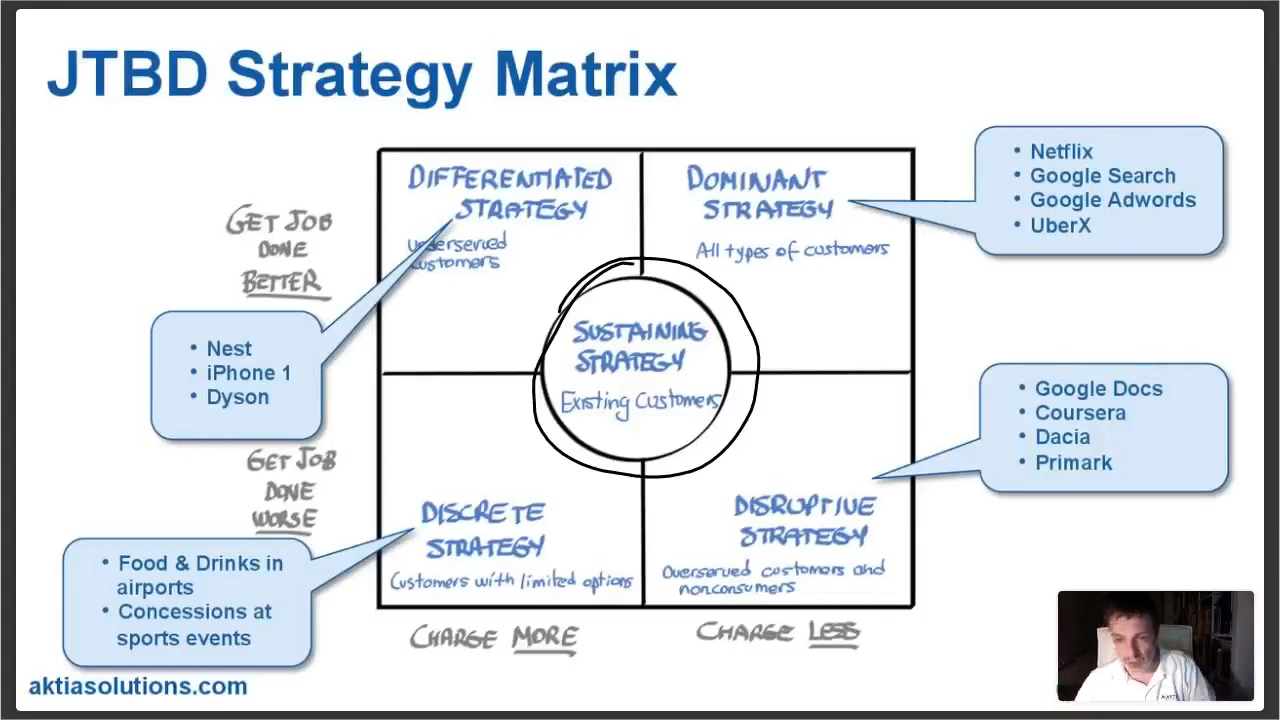 JTBD Strategy Matrix
DIFFERENTIATED
STRATEGY
underserved
customers
DOMINANT
STRATEGY
All types of customers
• Netflix
• Google Search
• Google Adwords
• UberX
GET JOB
DONE
BETTER
• Nest
• iPhone 1
• Dyson
SUSTAINING
STRATEGY
Existing Customers
• Google Docs
• Coursera
• Dacia
• Primark
GET JOB
DONE
WORSE
DISCRETE
STRATEGY
Customers with limited options
DISRUPTIVE
STRATEGY
Overserved customers and
nonconsumers
• Food & Drinks in
airports
• Concessions at
sports events
CHARGE MORE
CHARGE LESS
aktiasolutions.com